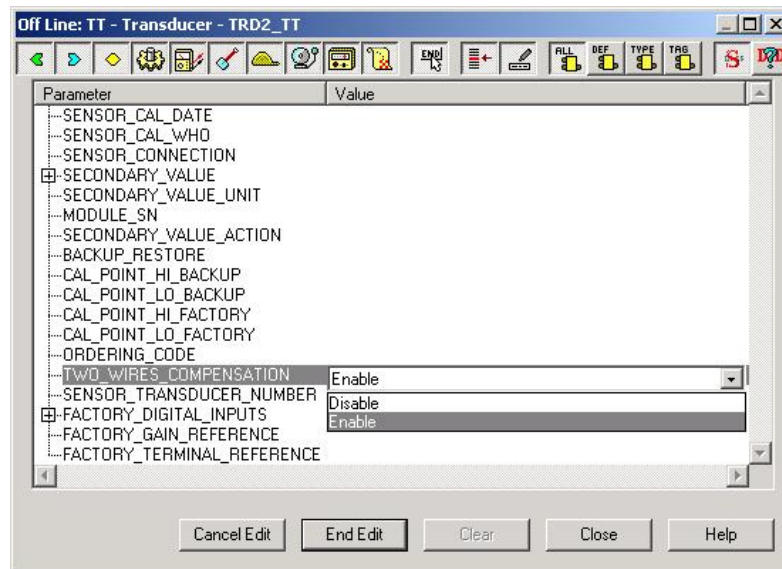 Off Line: TT - Transducer - TRD2_TT
END ALL DEF TYPE TAG S
Parameter Value
SENSOR_CAL_DATE
SENSOR_CAL_WHO
SENSOR_CONNECTION
SECONDARY_VALUE
SECONDARY_VALUE_UNIT
MODULE_SN
SECONDARY_VALUE_ACTION
BACKUP_RESTORE
CAL_POINT_HI_BACKUP
CAL_POINT_LO_BACKUP
CAL_POINT_HI_FACTORY
CAL_POINT_LO_FACTORY
ORDERING_CODE
TWO_WIRES_COMPENSATION Enable
SENSOR_TRANSDUCER_NUMBER Disable
FACTORY_DIGITAL_INPUTS Enable
FACTORY_GAIN_REFERENCE
FACTORY_TERMINAL_REFERENCE
Cancel Edit End Edit Clear Close Help